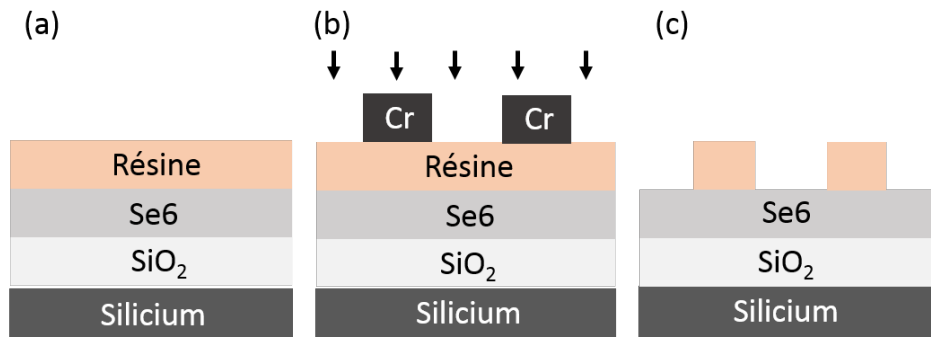 (a)
Résine
Se6
SiO₂
Silicium
(b)
Cr
Cr
Résine
Se6
SiO₂
Silicium
(c)
Se6
SiO₂
Silicium